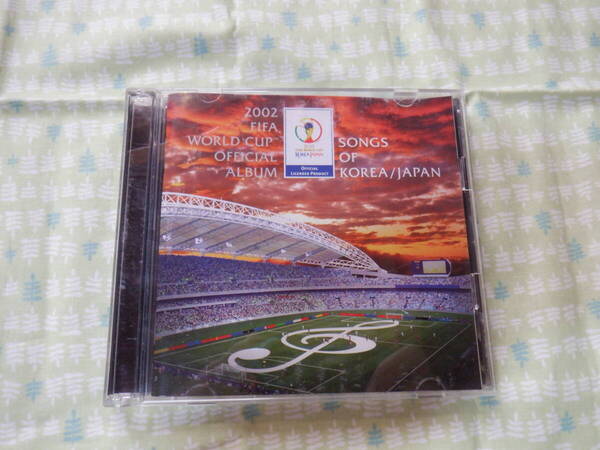 2002
FIFA
WORLD CUP™
OFFICIAL
ALBUM
OFFICIAL
LICENSED PRODUCT
SONGS
OF
KOREA/JAPAN